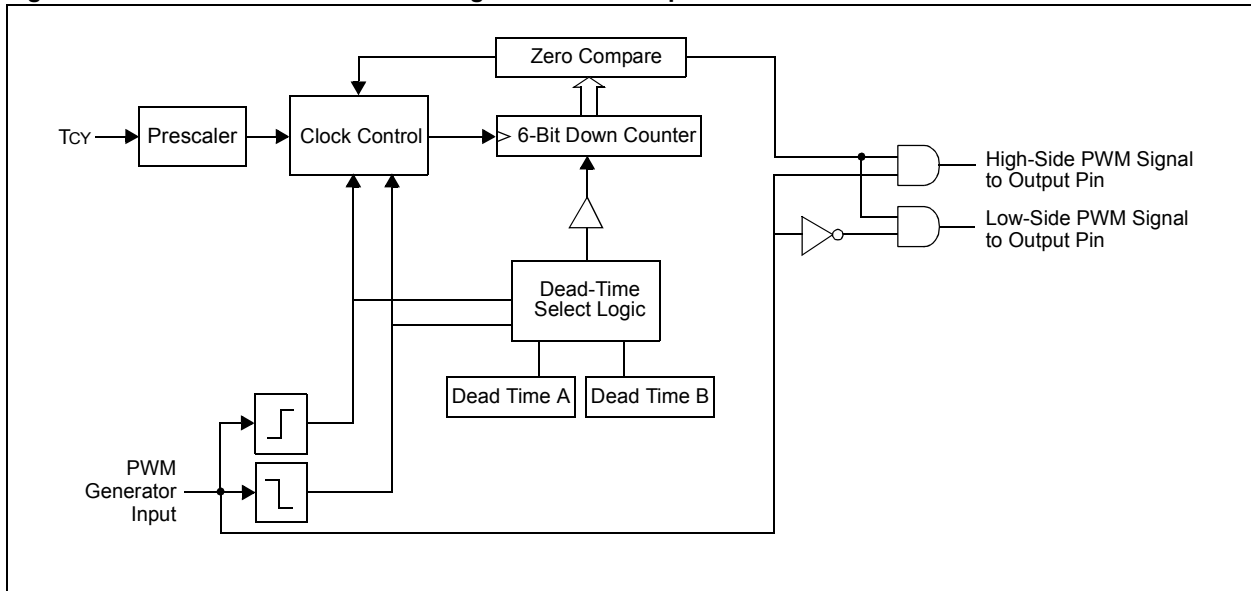 Zero Compare
TCY
Prescaler
Clock Control
6-Bit Down Counter
High-Side PWM Signal
to Output Pin
Low-Side PWM Signal
to Output Pin
Dead-Time
Select Logic
Dead Time A
Dead Time B
PWM
Generator
Input